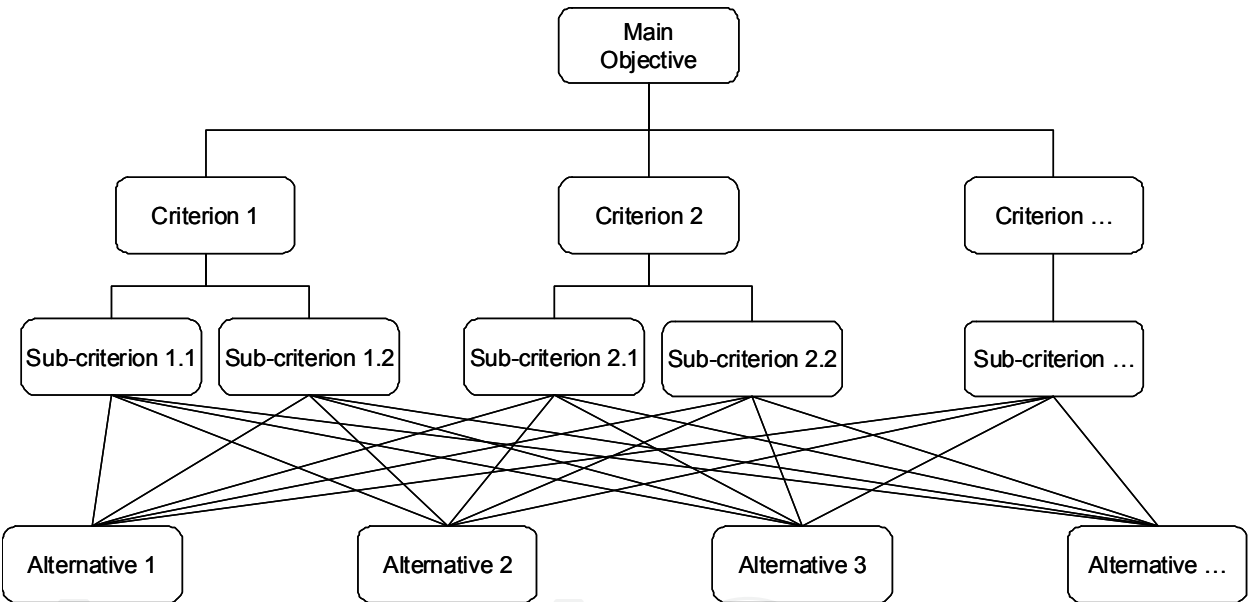 Main
Objective
Criterion 1
Criterion 2
Criterion …
Sub-criterion 1.1
Sub-criterion 1.2
Sub-criterion 2.1
Sub-criterion 2.2
Sub-criterion …
Alternative 1
Alternative 2
Alternative 3
Alternative …